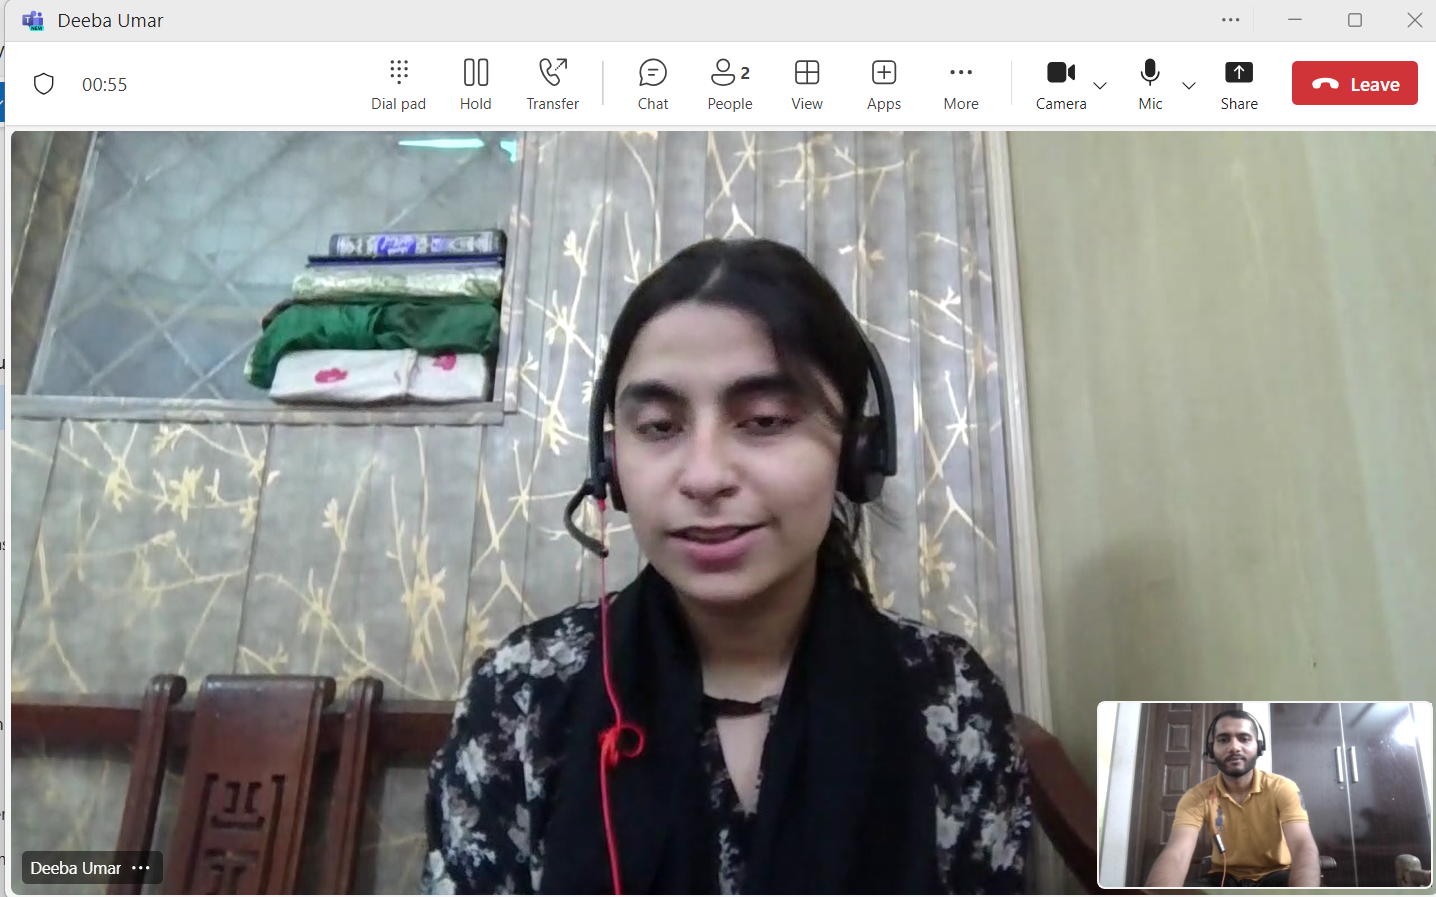 NEW
Deeba Umar
00:55
Dial pad
Hold
Transfer
Chat
2
People
View
Apps
More
Camera
Mic
Share
Leave
Deeba Umar